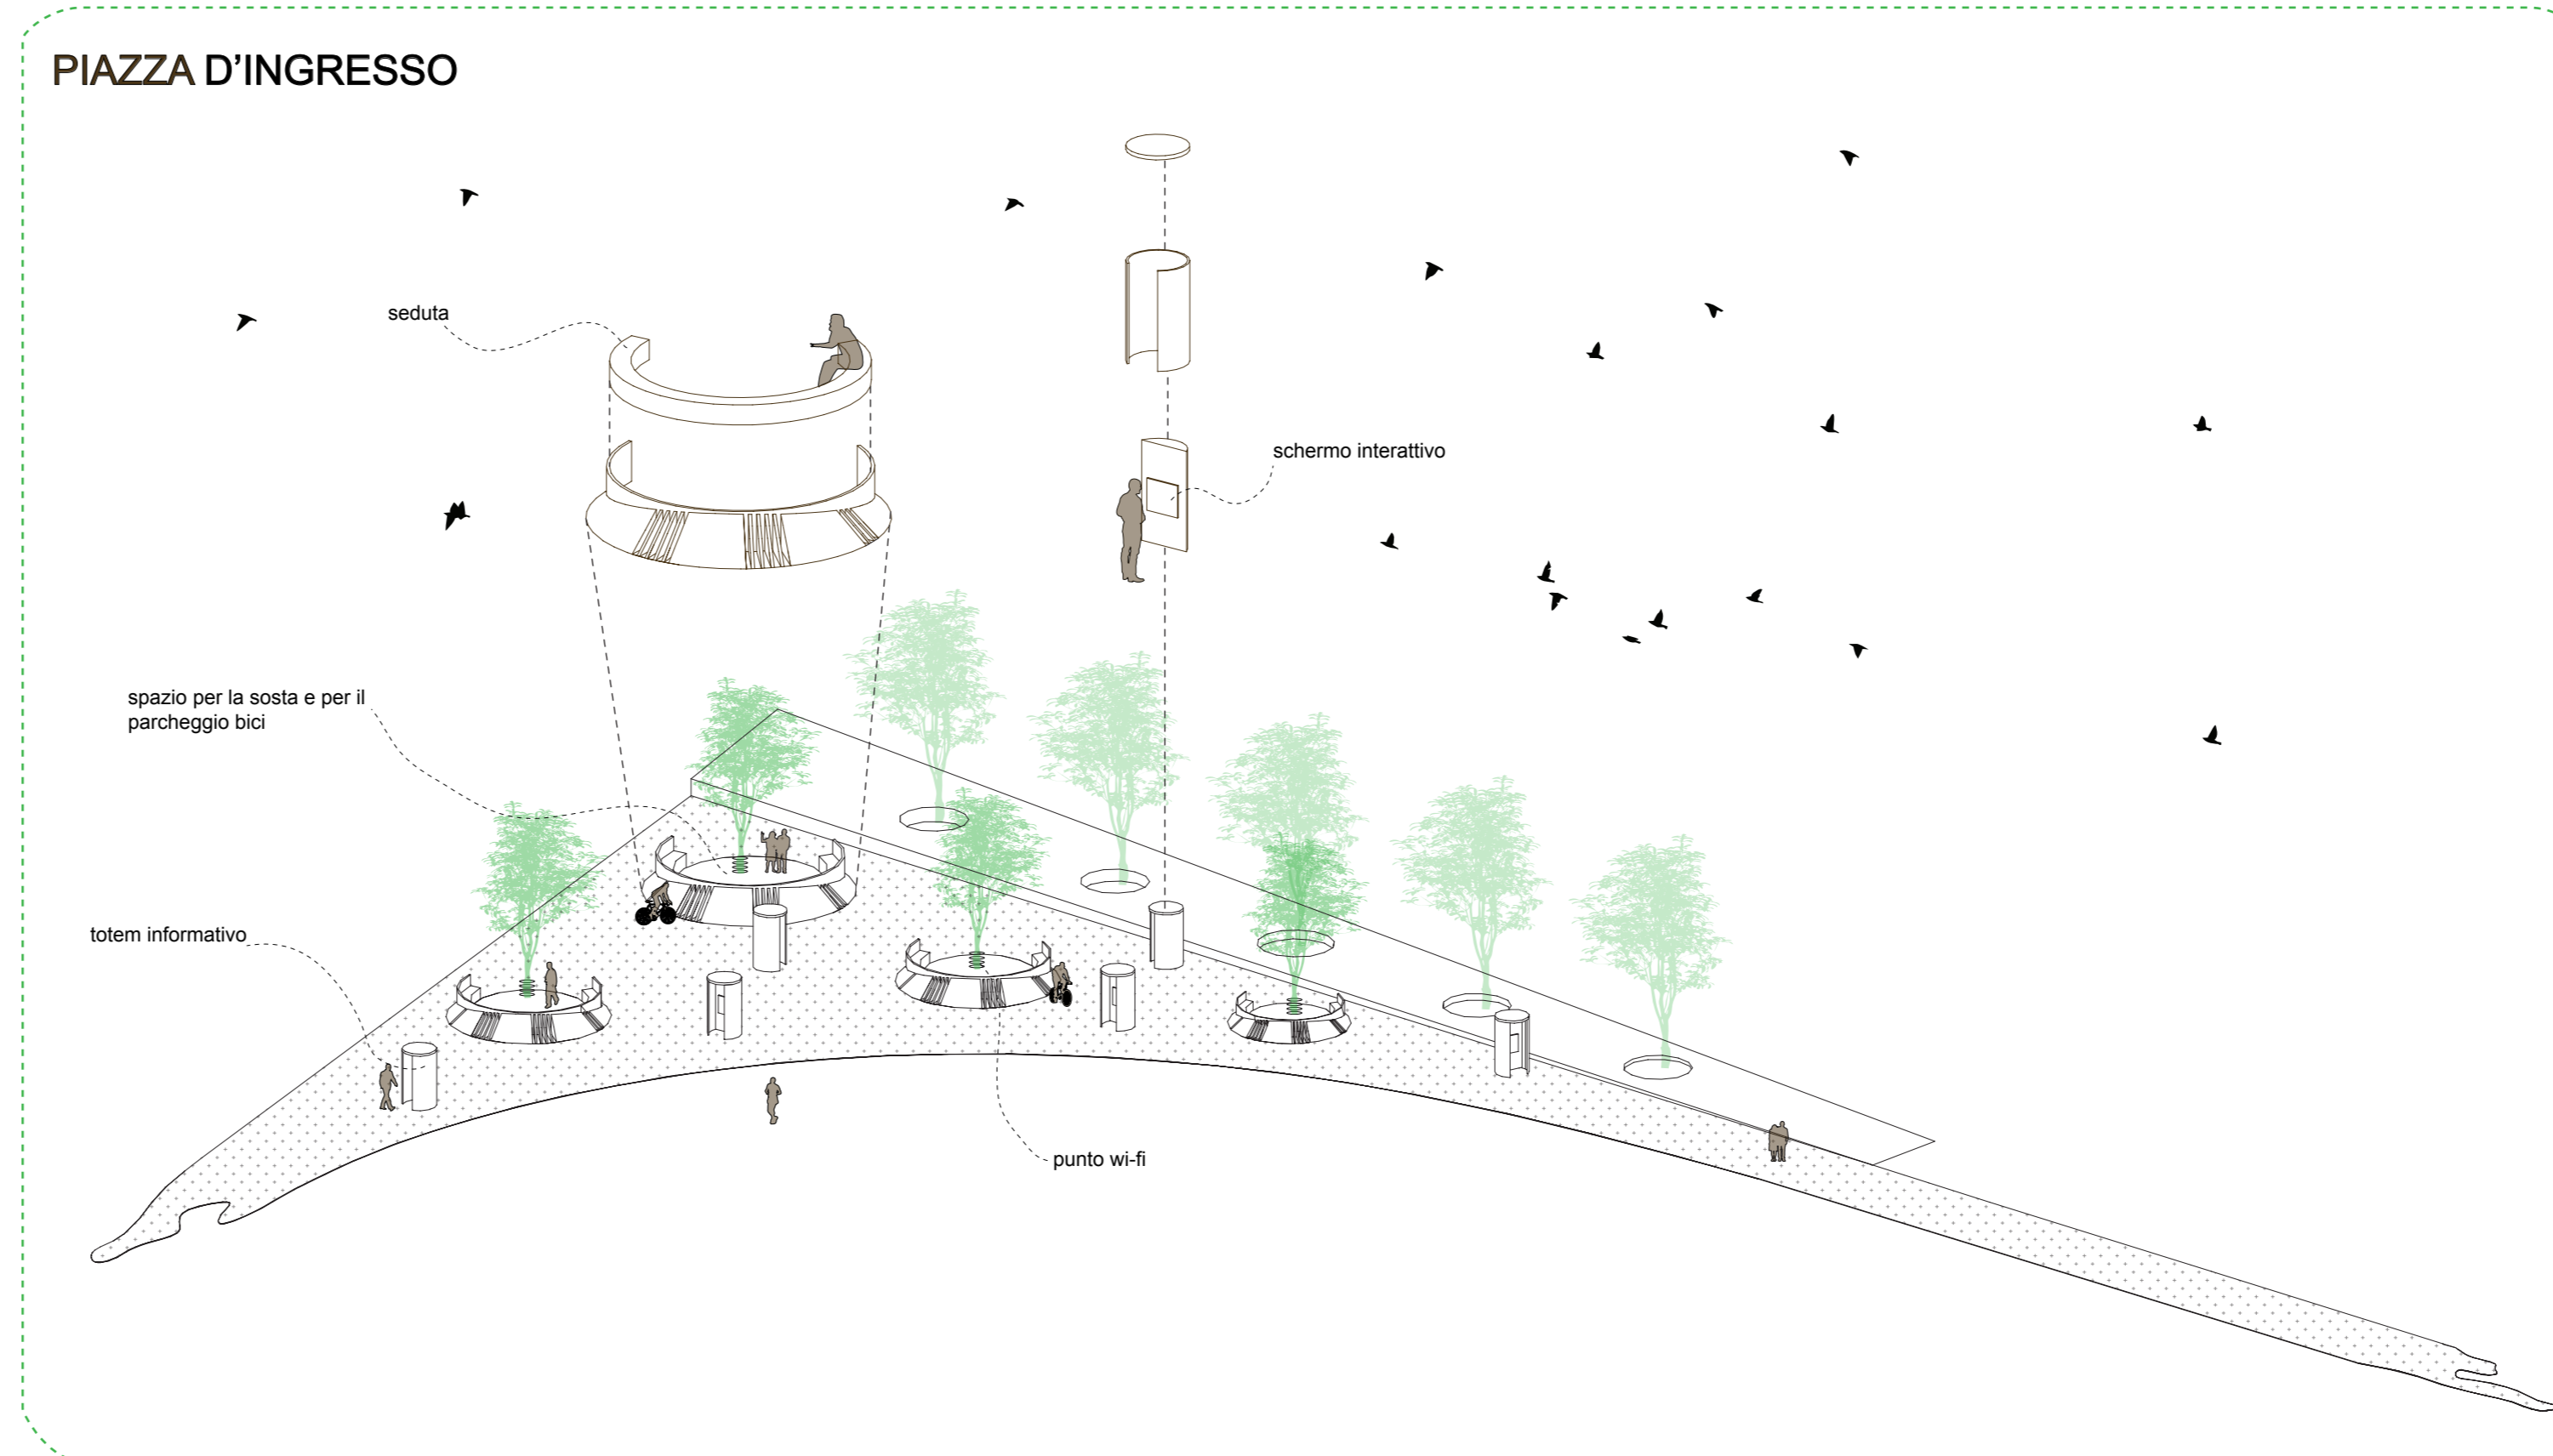 PIAZZA D'INGRESSO
seduta
schermo interattivo
spazio per la sosta e per il
parcheggio bici
totem informativo
punto wi-fi